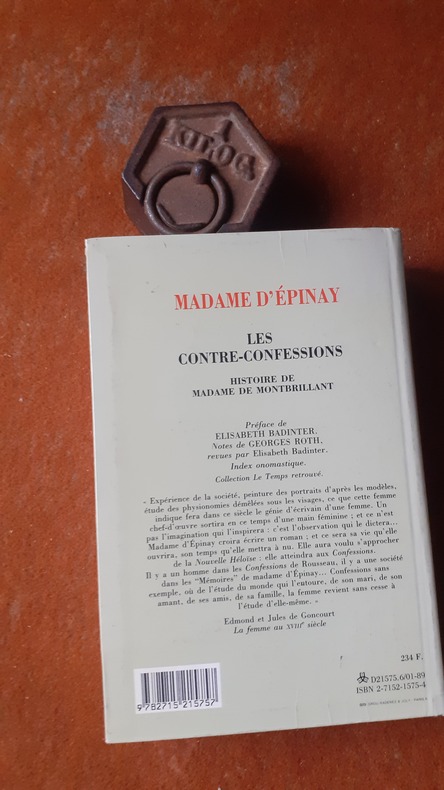 1
KILOG.
MADAME D'ÉPINAY
LES
CONTRE-CONFESSIONS
HISTOIRE DE
MADAME DE MONTBRILLANT
Préface de
ELISABETH BADINTER.
Notes de GEORGES ROTH,
revues par Elisabeth Badinter.
Index onomastique.
Collection Le Temps retrouvé.
« Expérience de la société, peinture des portraits d'après les modèles,
étude des physionomies démêlées sous les visages, ce que cette femme
indique fera dans ce siècle le génie d'écrivain d'une femme. Un
chef-d'œuvre sortira en ce temps d'une main féminine ; et ce n'est
pas l'imagination qui l'inspirera : c'est l'observation qui le dictera...
Madame d'Épinay croira écrire un roman ; et ce sera sa vie qu'elle
ouvrira, son temps qu'elle mettra à nu. Elle aura voulu s'approcher
de la Nouvelle Héloïse : elle atteindra aux Confessions.
Il y a un homme dans les Confessions de Rousseau, il y a une société
dans les "Mémoires" de madame d'Épinay... Confessions sans
exemple, où de l'étude du monde qui l'entoure, de son mari, de son
amant, de ses amis, de sa famille, la femme revient sans cesse à
l'étude d'elle-même. »
Edmond et Jules de Goncourt
La femme au XVIIIe siècle
234 F.
D21575.6/01-89
ISBN 2-7152-1575-4
9 782715 215757